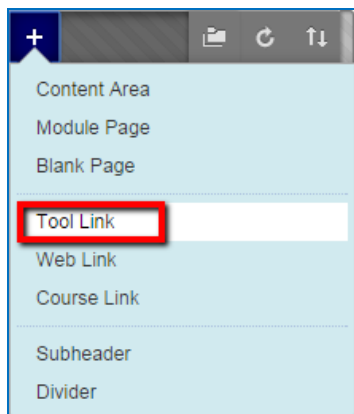 Content Area
Module Page
Blank Page
Tool Link
Web Link
Course Link
Subheader
Divider